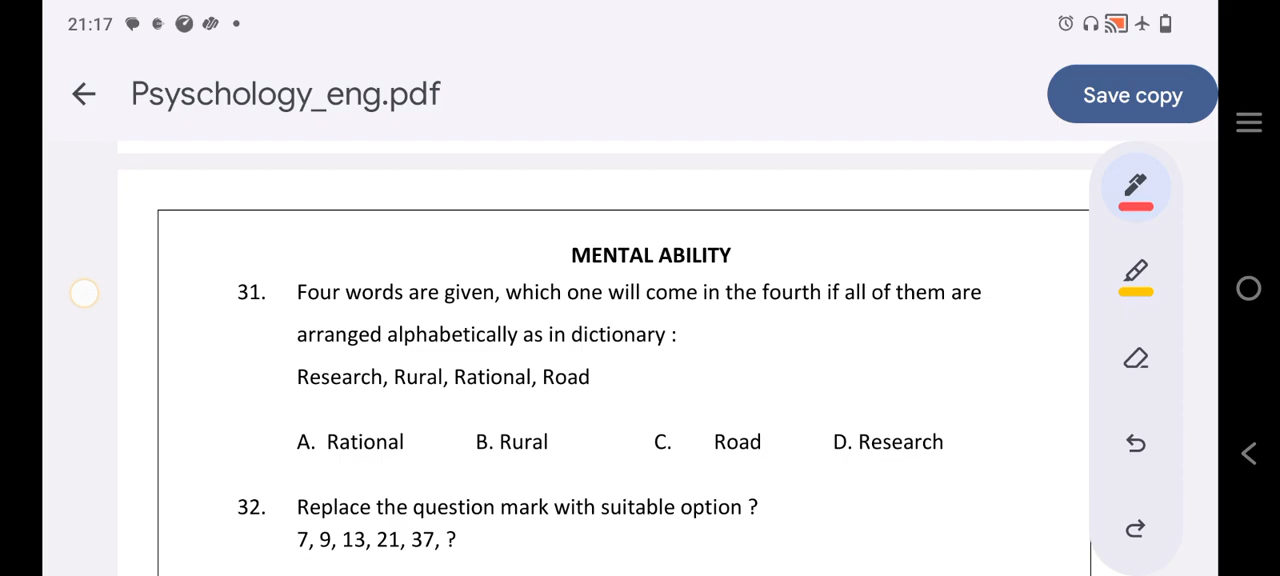 21:17
Psyschology_eng.pdf
Save copy
MENTAL ABILITY
31. Four words are given, which one will come in the fourth if all of them are
arranged alphabetically as in dictionary :
Research, Rural, Rational, Road
A. Rational B. Rural C. Road D. Research
32. Replace the question mark with suitable option ?
7, 9, 13, 21, 37, ?